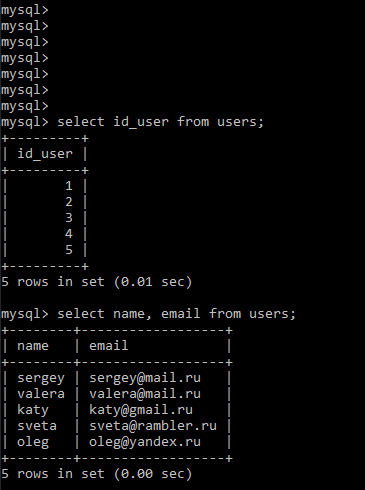 mysql>
mysql>
mysql>
mysql>
mysql>
mysql>
mysql>
mysql> select id_user from users;
+---------+
| id_user |
+---------+
|       1 |
|       2 |
|       3 |
|       4 |
|       5 |
+---------+
5 rows in set (0.01 sec)

mysql> select name, email from users;
+--------+------------------+
| name   | email            |
+--------+------------------+
| sergey | sergey@mail.ru   |
| valera | valera@mail.ru   |
| katy   | katy@gmail.ru    |
| sveta  | sveta@rambler.ru |
| oleg   | oleg@yandex.ru   |
+--------+------------------+
5 rows in set (0.00 sec)